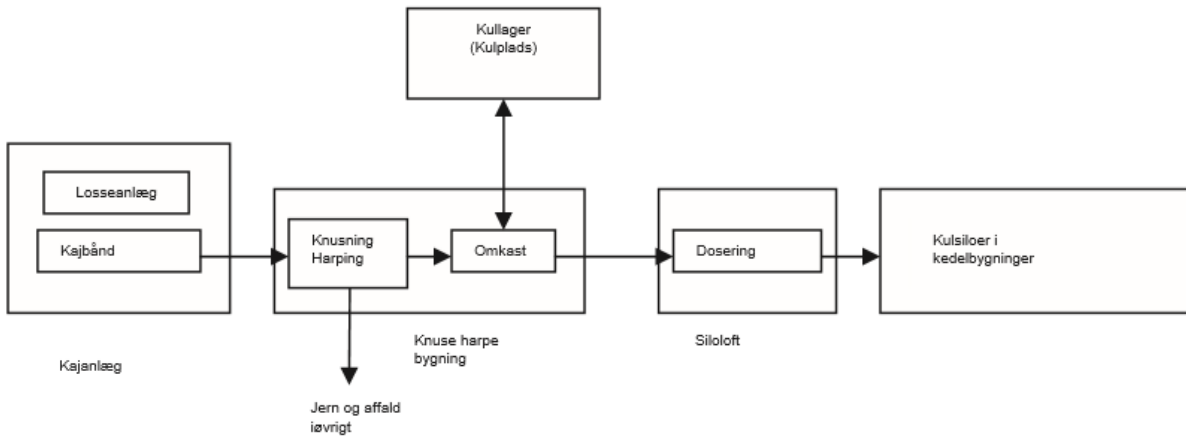 Kullager
(Kulplads)
Losseanlæg
Kajbånd
Knusning
Harping
Omkast
Dosering
Kulsiloer i
kedelbygninger
Kajanlæg
Knuse harpe
bygning
Siloloft
Jern og affald
iøvrigt